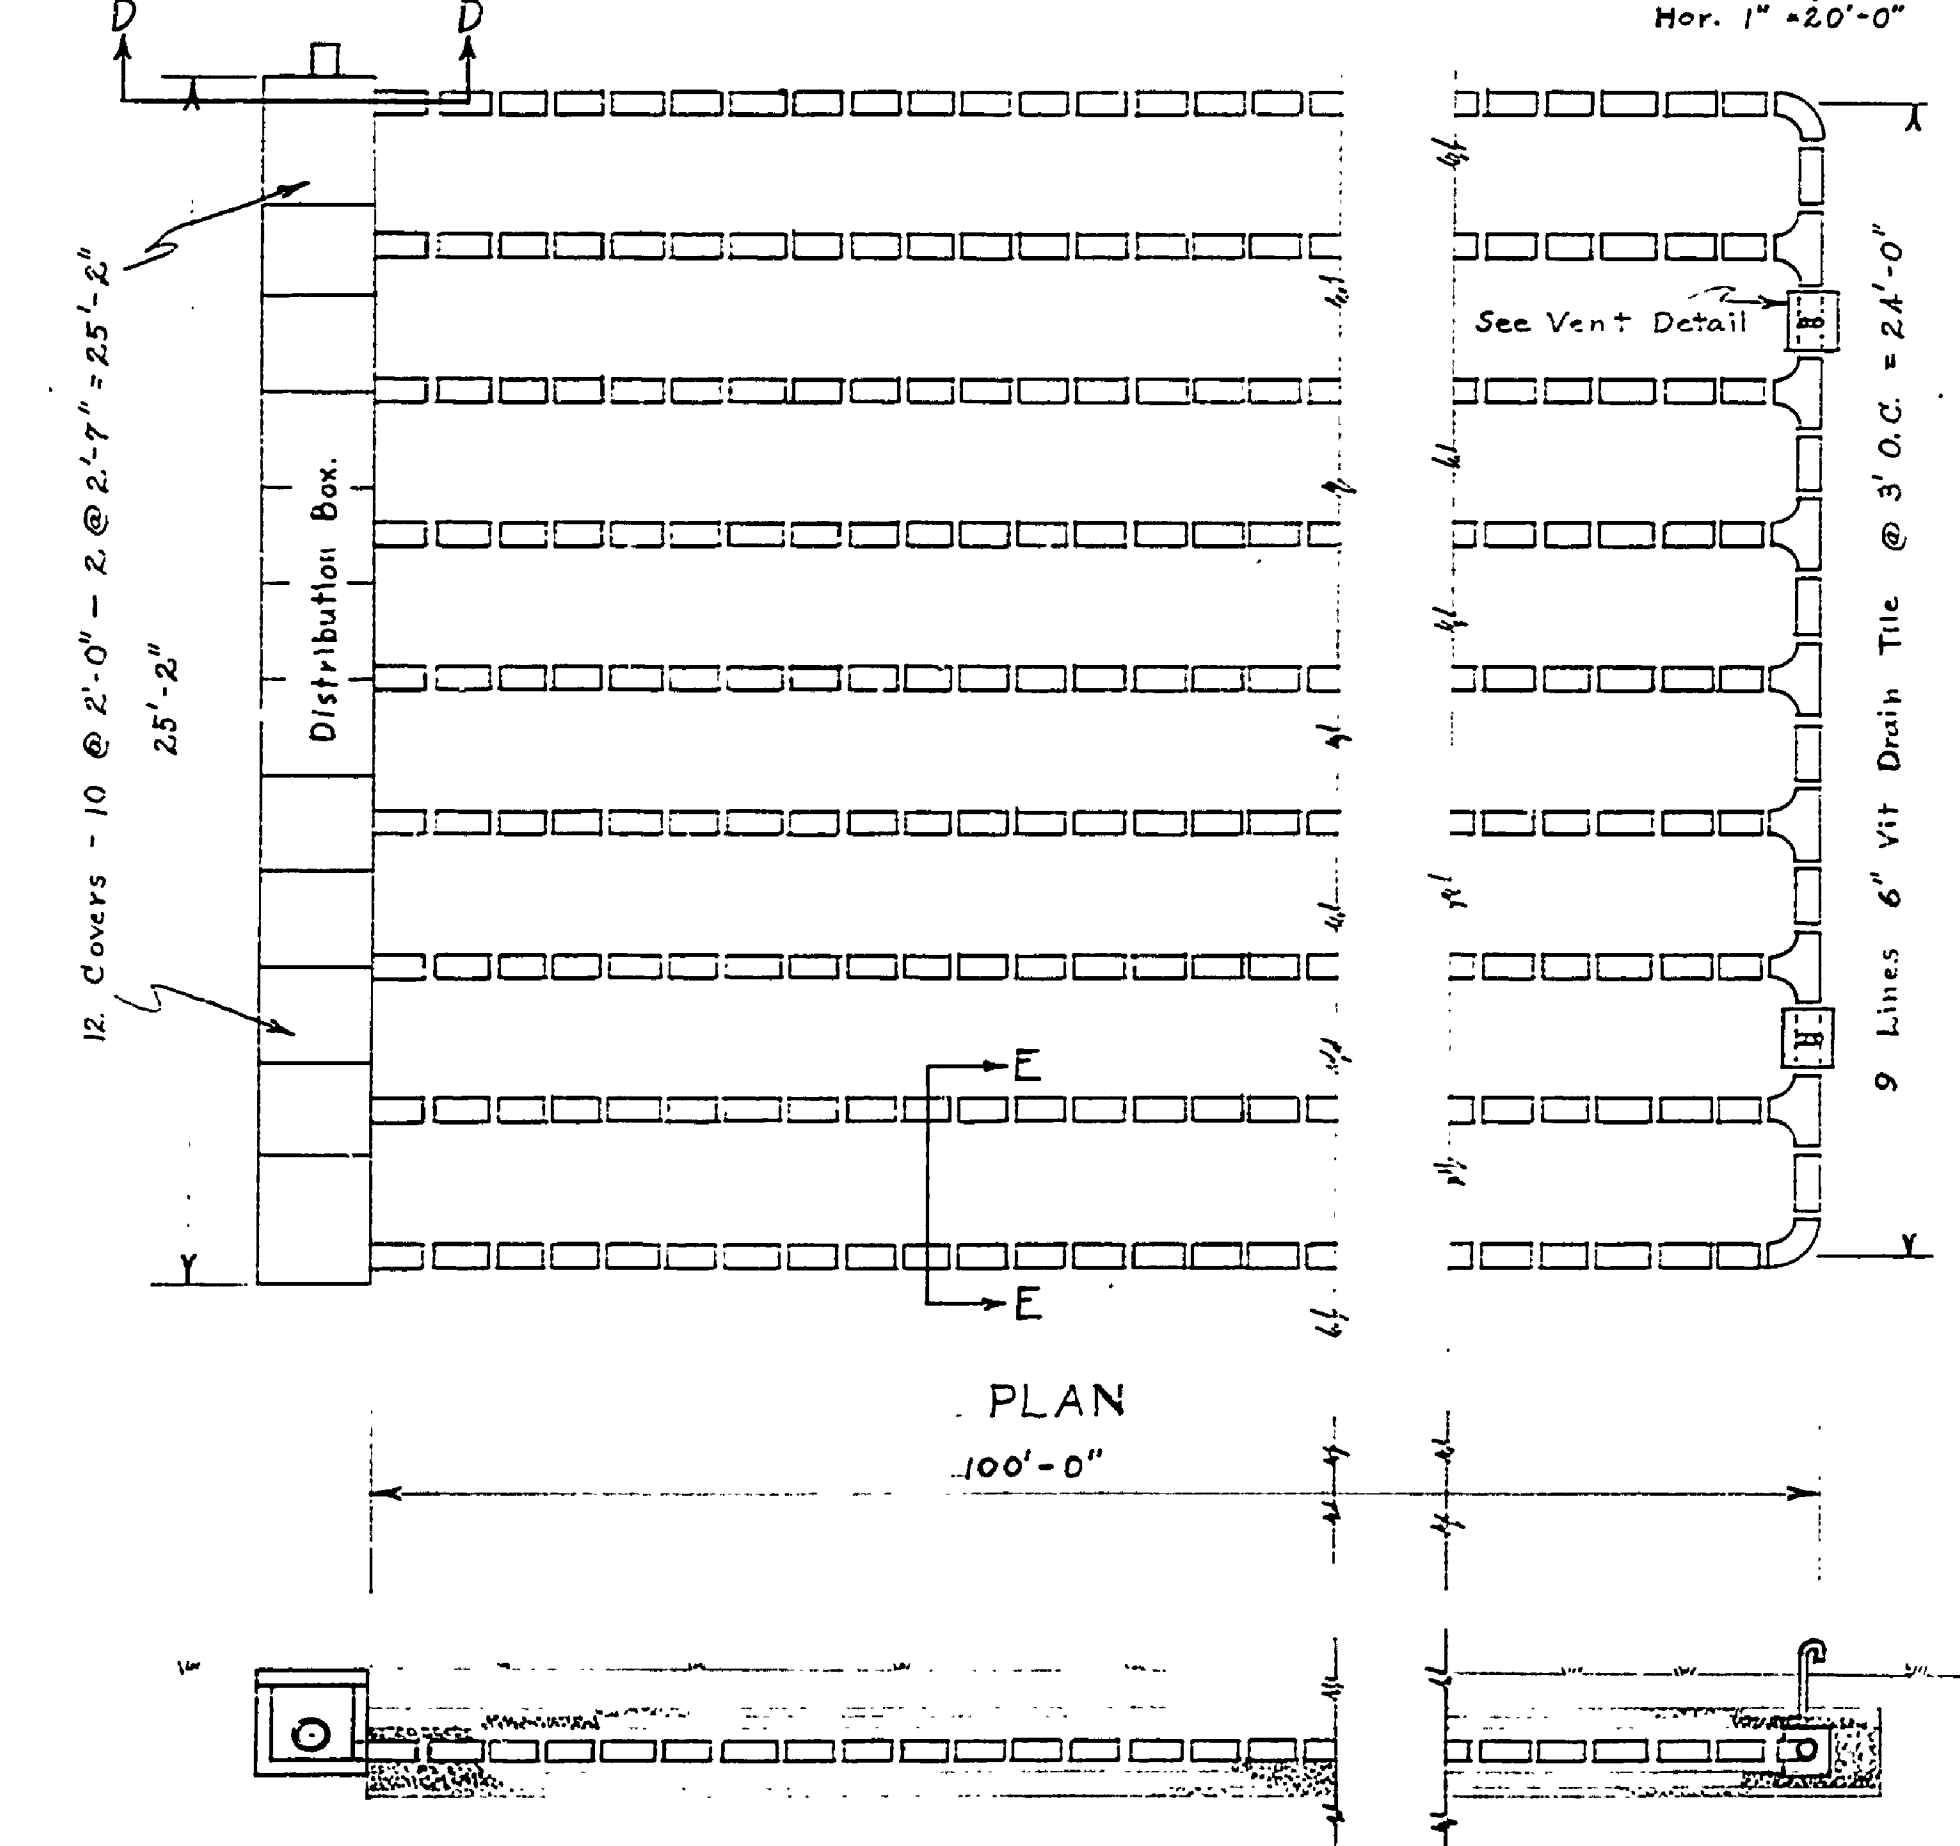 D
D
Hor. 1" = 20'-0"
12 Covers - 10 @ 2'-0" - 2 @ 2'-7" = 25'-2"
25'-2"
Distribution Box.
See Vent Detail
9 Lines 6" Vit Drain Tile @ 3' O.C. = 24'-0"
E
E
PLAN
100'-0"